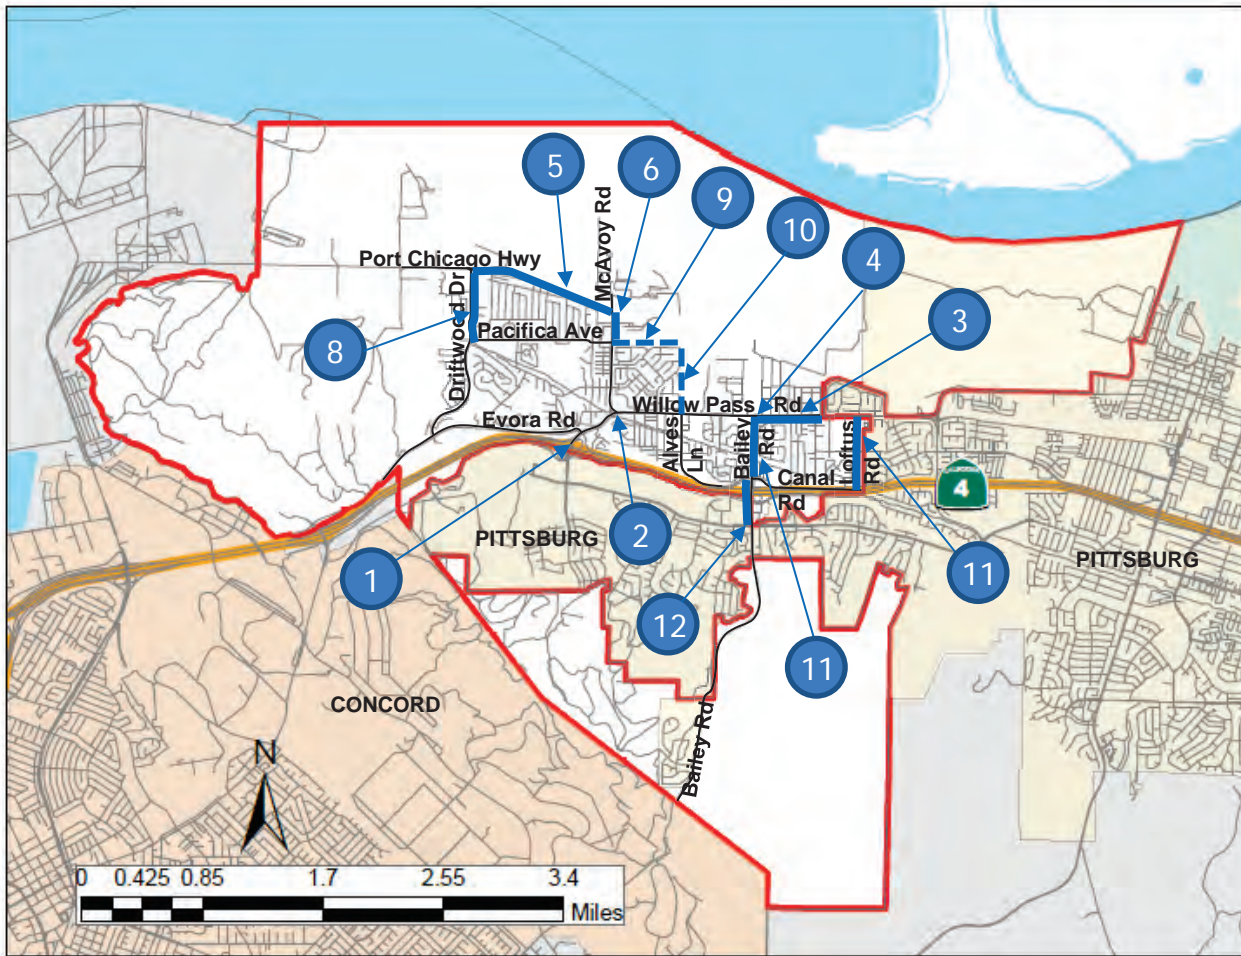 5
6
9
10
4
3
McAvoy Rd
Port Chicago Hwy
Driftwood Dr
8
Pacifica Ave
Willow Pass Rd
Evora Rd
Alves
Ln
Bailey
Rd
Loftus
Rd
Canal
Rd
4
PITTSBURG
2
1
12
11
11
PITTSBURG
CONCORD
Bailey Rd
N
0 0.425 0.85 1.7 2.55 3.4
Miles